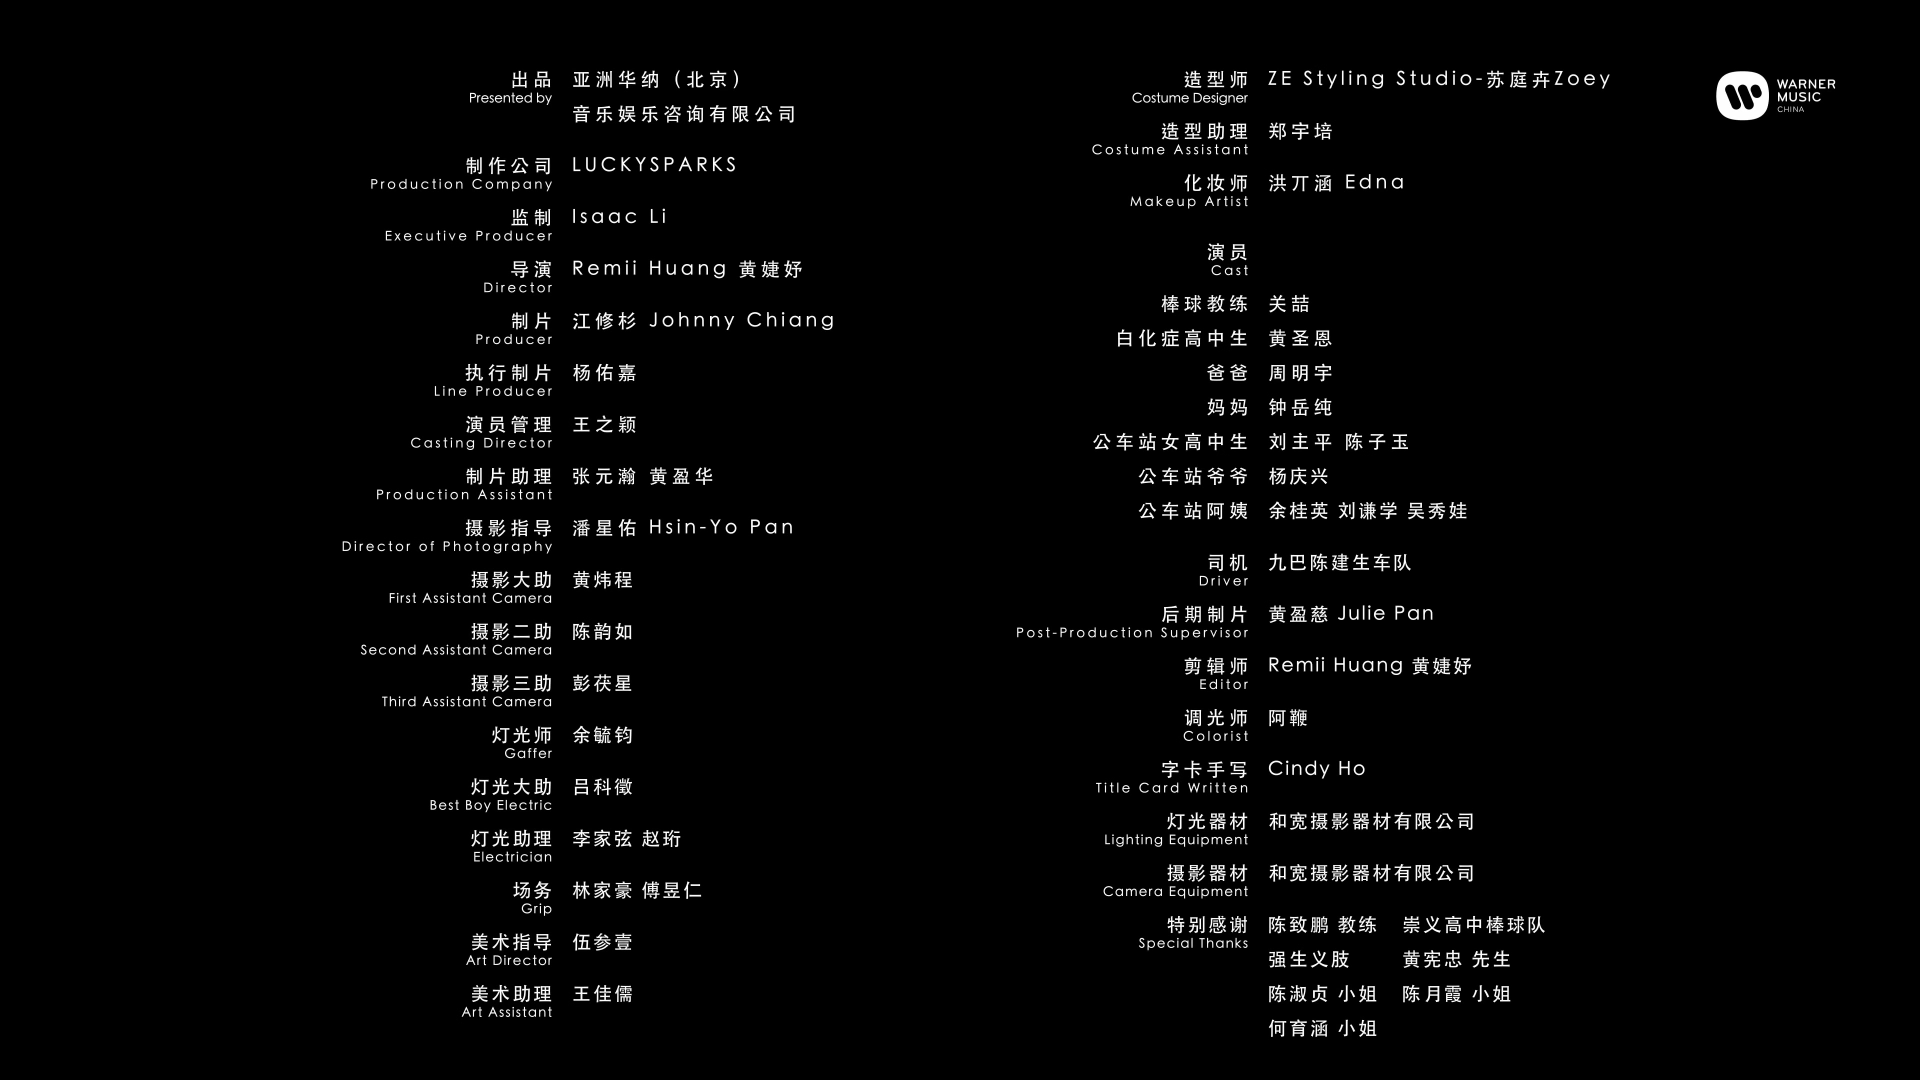 出品 亚洲华纳（北京）
Presented by
音乐娱乐咨询有限公司
制作公司 LUCKYSPARKS
Production Company
监制 Isaac Li
Executive Producer
导演 Remii Huang 黄婕妤
Director
制片 江修杉 Johnny Chiang
Producer
执行制片 杨佑嘉
Line Producer
演员管理 王之颖
Casting Director
制片助理 张元瀚 黄盈华
Production Assistant
摄影指导 潘星佑 Hsin-Yo Pan
Director of Photography
摄影大助 黄炜程
First Assistant Camera
摄影二助 陈韵如
Second Assistant Camera
摄影三助 彭茯星
Third Assistant Camera
灯光师 余毓钧
Gaffer
灯光大助 吕科徵
Best Boy Electric
灯光助理 李家弦 赵珩
Electrician
场务 林家豪 傅昱仁
Grip
美术指导 伍参壹
Art Director
美术助理 王佳儒
Art Assistant
造型师 ZE Styling Studio-苏庭卉Zoey
Costume Designer
造型助理 郑宇培
Costume Assistant
化妆师 洪丌涵 Edna
Makeup Artist
演员
Cast
棒球教练 关喆
白化症高中生 黄圣恩
爸爸 周明宇
妈妈 钟岳纯
公车站女高中生 刘主平 陈子玉
公车站爷爷 杨庆兴
公车站阿姨 余桂英 刘谦学 吴秀娃
司机 九巴陈建生车队
Driver
后期制片 黄盈慈 Julie Pan
Post-Production Supervisor
剪辑师 Remii Huang 黄婕妤
Editor
调光师 阿鞭
Colorist
字卡手写 Cindy Ho
Title Card Written
灯光器材 和宽摄影器材有限公司
Lighting Equipment
摄影器材 和宽摄影器材有限公司
Camera Equipment
特别感谢 陈致鹏 教练 崇义高中棒球队
Special Thanks
强生义肢 黄宪忠 先生
陈淑贞 小姐 陈月霞 小姐
何育涵 小姐
WARNER
MUSIC
CHINA